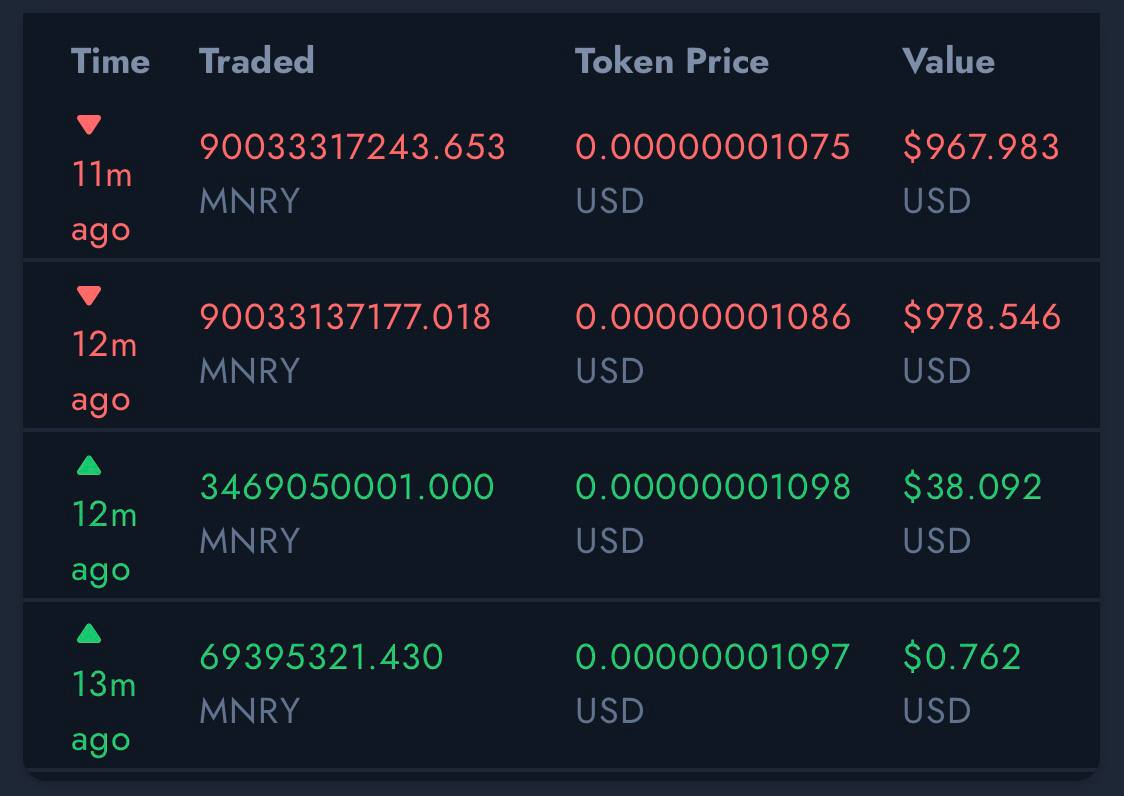 Time Traded Token Price Value
11m ago 90033317243.653 MNRY 0.00000001075 USD $967.983 USD
12m ago 90033137177.018 MNRY 0.00000001086 USD $978.546 USD
12m ago 3469050001.000 MNRY 0.00000001098 USD $38.092 USD
13m ago 69395321.430 MNRY 0.00000001097 USD $0.762 USD